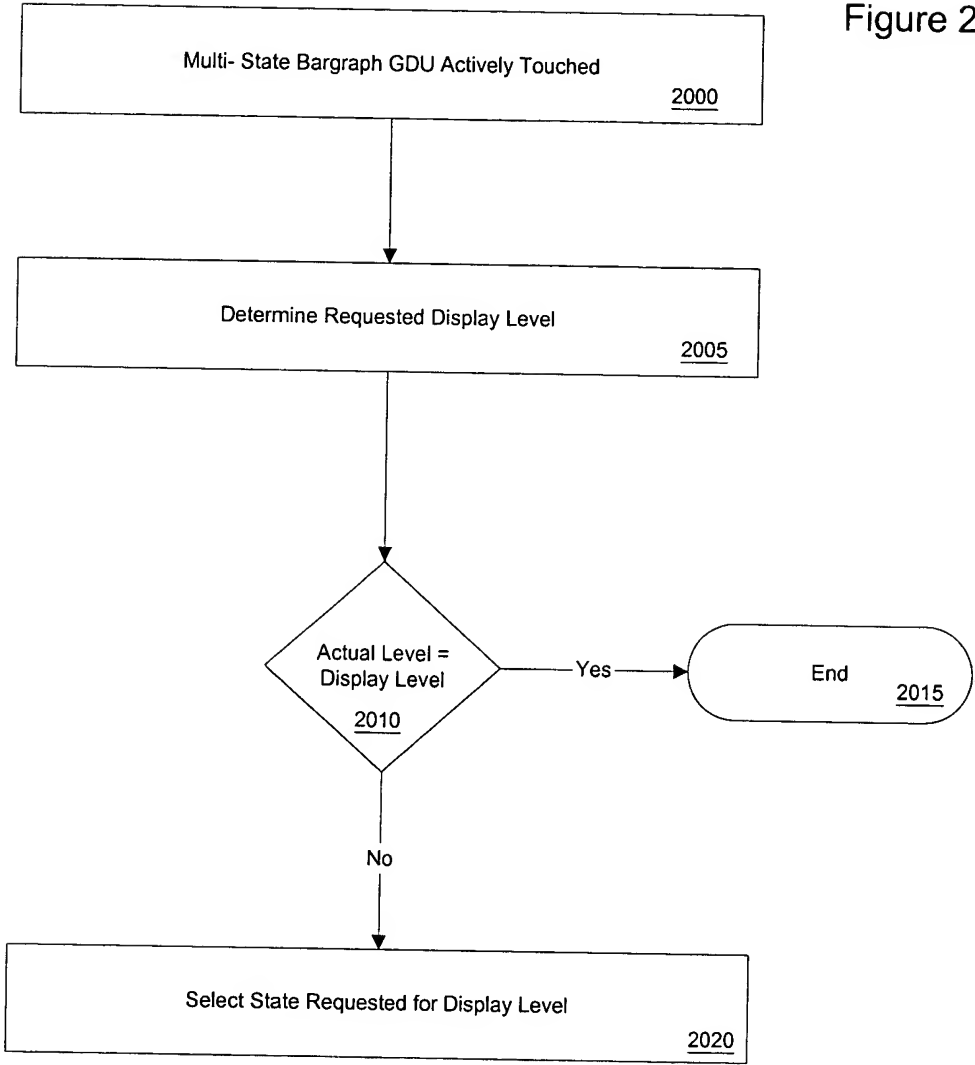 Figure 2
Multi- State Bargraph GDU Actively Touched
2000
Determine Requested Display Level
2005
Actual Level =
Display Level
2010
Yes
End
2015
No
Select State Requested for Display Level
2020